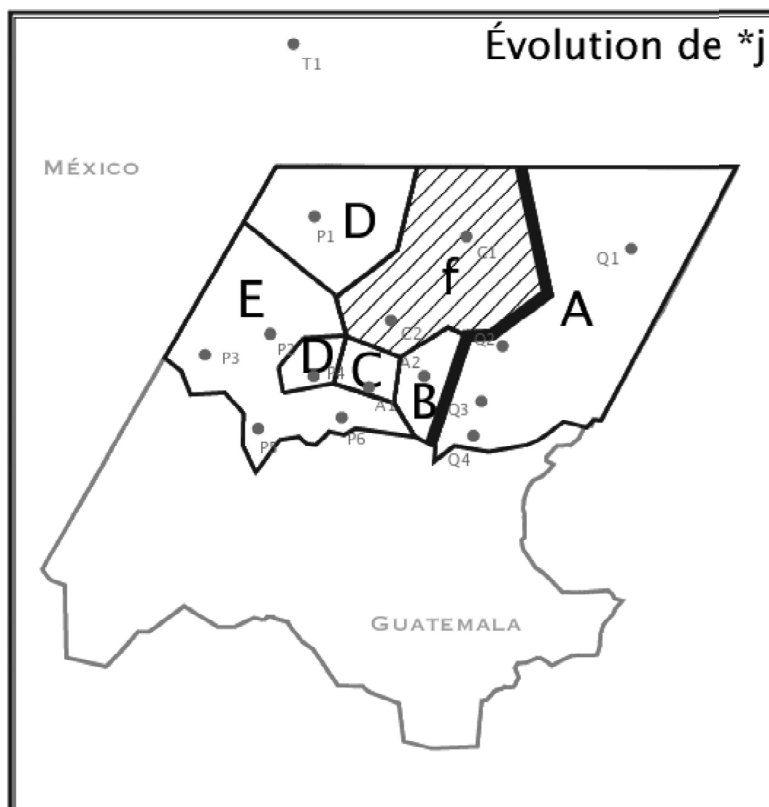 Évolution de *j
T1
MÉXICO
D
P1
C1
Q1
f
E
A
C2
P2
Q2
P3
D
P4
C
A2
A1
B
Q3
P5
P6
Q4
GUATEMALA